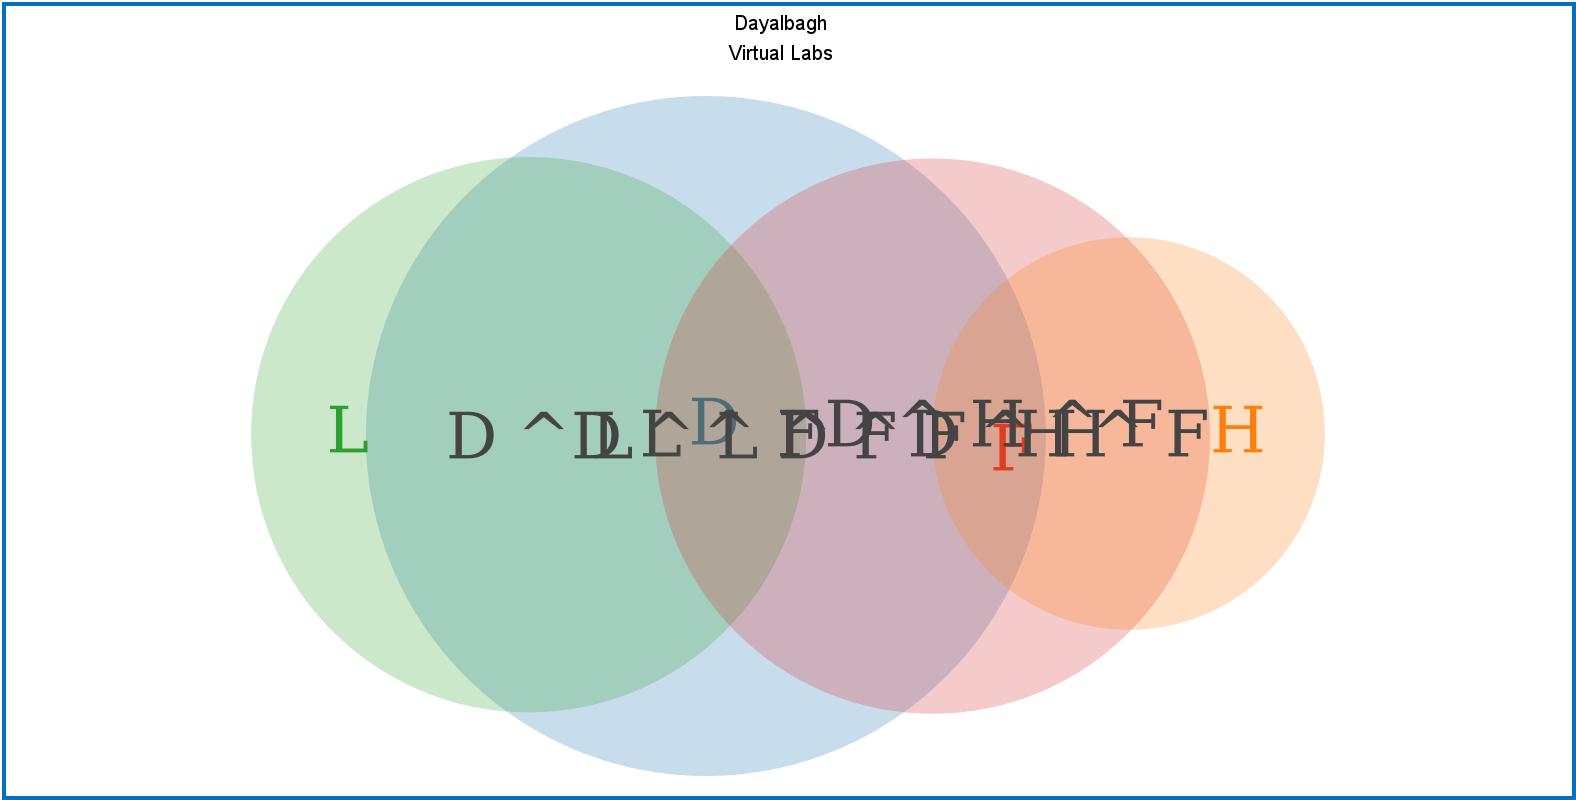 Dayalbagh
Virtual Labs
L
D ^ L
D ^ L ^ F
L ^ F
D
D ^ F
D ^ H ^ F
D ^ H
F
H ^ F
H